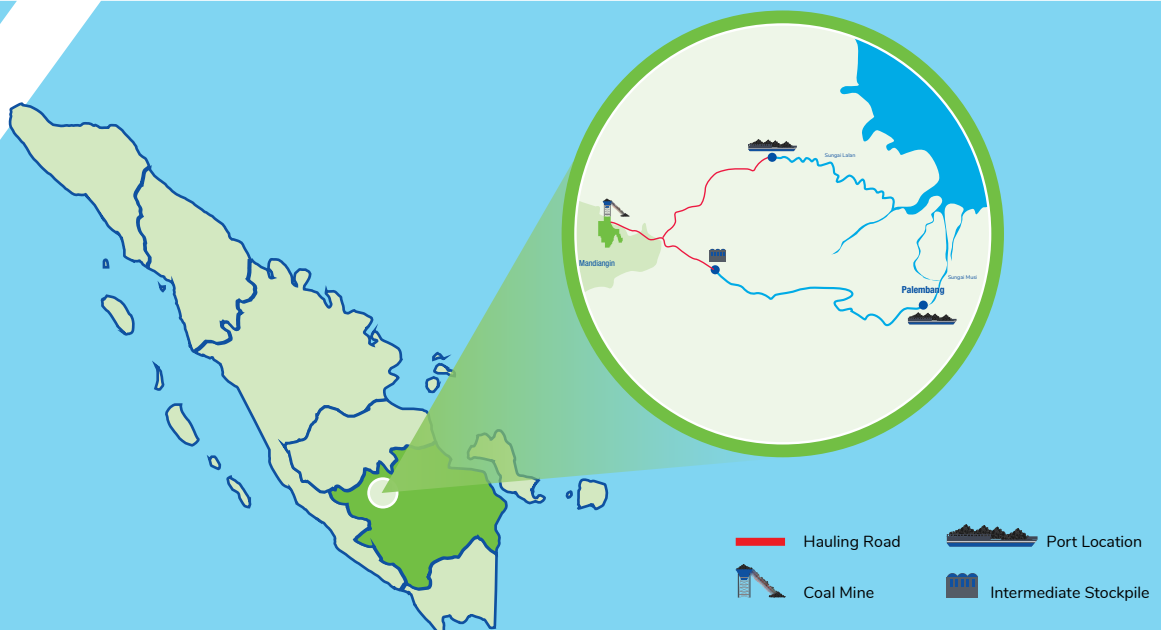 Sungai Lalan
Mandiangin
Sungai Musi
Palembang
Hauling Road
Port Location
Coal Mine
Intermediate Stockpile